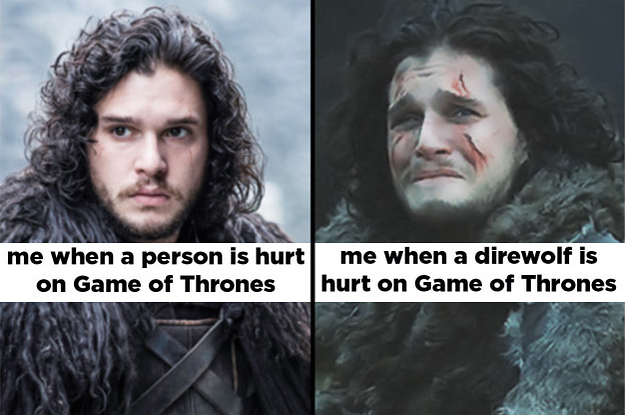 me when a person is hurt
on Game of Thrones
me when a direwolf is
hurt on Game of Thrones